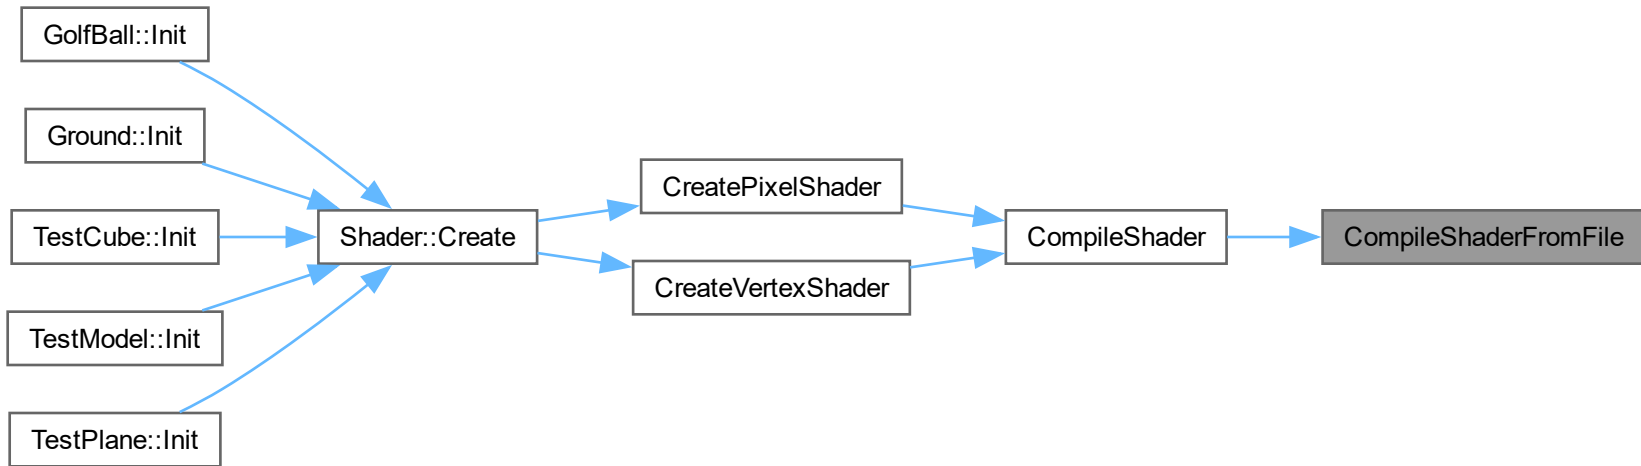 GolfBall::Init
Ground::Init
TestCube::Init
TestModel::Init
TestPlane::Init
Shader::Create
CreatePixelShader
CreateVertexShader
CompileShader
CompileShaderFromFile